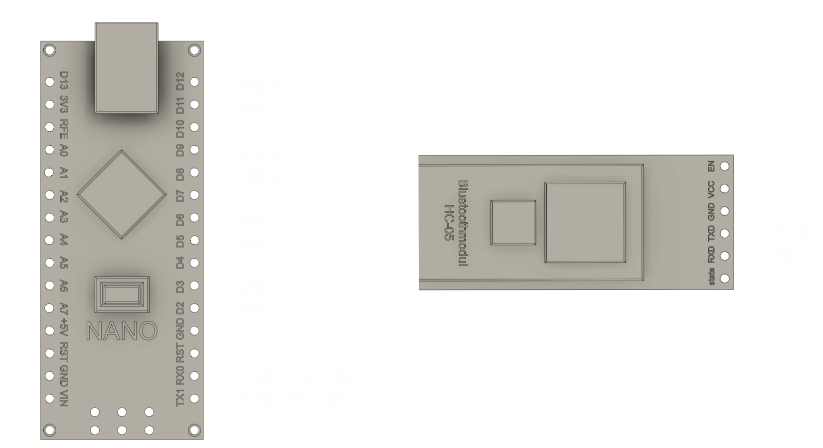 D13
3V3
RFE
A0
A1
A2
A3
A4
A5
A6
A7
+5V
RST
GND
VIN
D12
D11
D10
D9
D8
D7
D6
D5
D4
D3
D2
GND
RST
RX0
TX1
NANO
HC-05
EN
VCC
GND
TXD
RXD
state